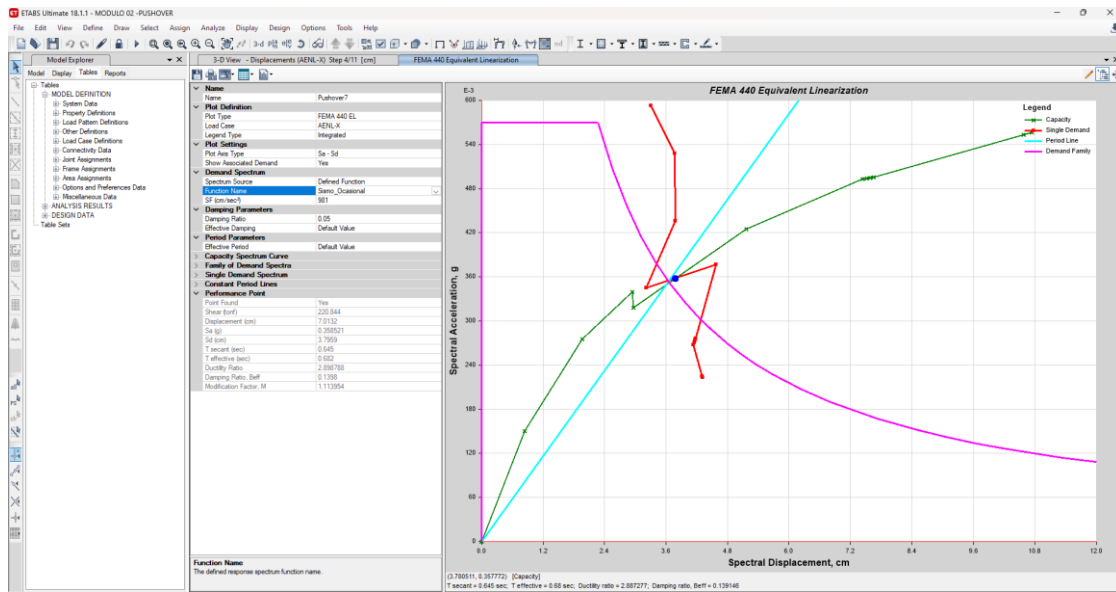 ETABS Ultimate 18.1.1 - MODULO 02 -PUSHOVER
File Edit View Define Draw Select Assign Analyze Display Design Options Tools Help
Model Explorer
Model Display Tables Reports
Tables
MODEL DEFINITION
System Data
Property Definitions
Load Pattern Definitions
Other Definitions
Load Case Definitions
Connectivity Data
Joint Assignments
Frame Assignments
Area Assignments
Options and Preferences Data
Miscellaneous Data
ANALYSIS RESULTS
DESIGN DATA
Table Sets
3-D View - Displacements (AENL-X) Step 4/11 [cm]
FEMA 440 Equivalent Linearization
Name
Name Pushover7
Plot Definition
Plot Type FEMA 440 EL
Load Case AENL-X
Legend Type Integrated
Plot Settings
Plot Axis Type Sa - Sd
Show Associated Demand Yes
Demand Spectrum
Spectrum Source Defined Function
Function Name Sismo_Ocasional
SF (cm/sec²) 981
Damping Parameters
Damping Ratio 0.05
Effective Damping Default Value
Period Parameters
Effective Period Default Value
Capacity Spectrum Curve
Family of Demand Spectra
Single Demand Spectrum
Constant Period Lines
Performance Point
Point Found Yes
Shear (tonf) 220.844
Displacement (cm) 7.0132
Sa (g) 0.358521
Sd (cm) 3.7959
T secant (sec) 0.645
T effective (sec) 0.682
Ductility Ratio 2.898788
Damping Ratio, Beff 0.1398
Modification Factor, M 1.113954
Function Name
The defined response spectrum function name.
FEMA 440 Equivalent Linearization
E-3
600
540
480
420
360
300
240
180
120
60
0
Spectral Acceleration, g
Legend
Capacity
Single Demand
Period Line
Demand Family
0.0 1.2 2.4 3.6 4.8 6.0 7.2 8.4 9.6 10.8 12.0
Spectral Displacement, cm
(3.780511, 0.357772) [Capacity]
T secant = 0.645 sec; T effective = 0.68 sec; Ductility ratio = 2.887277; Damping ratio, Beff = 0.139146